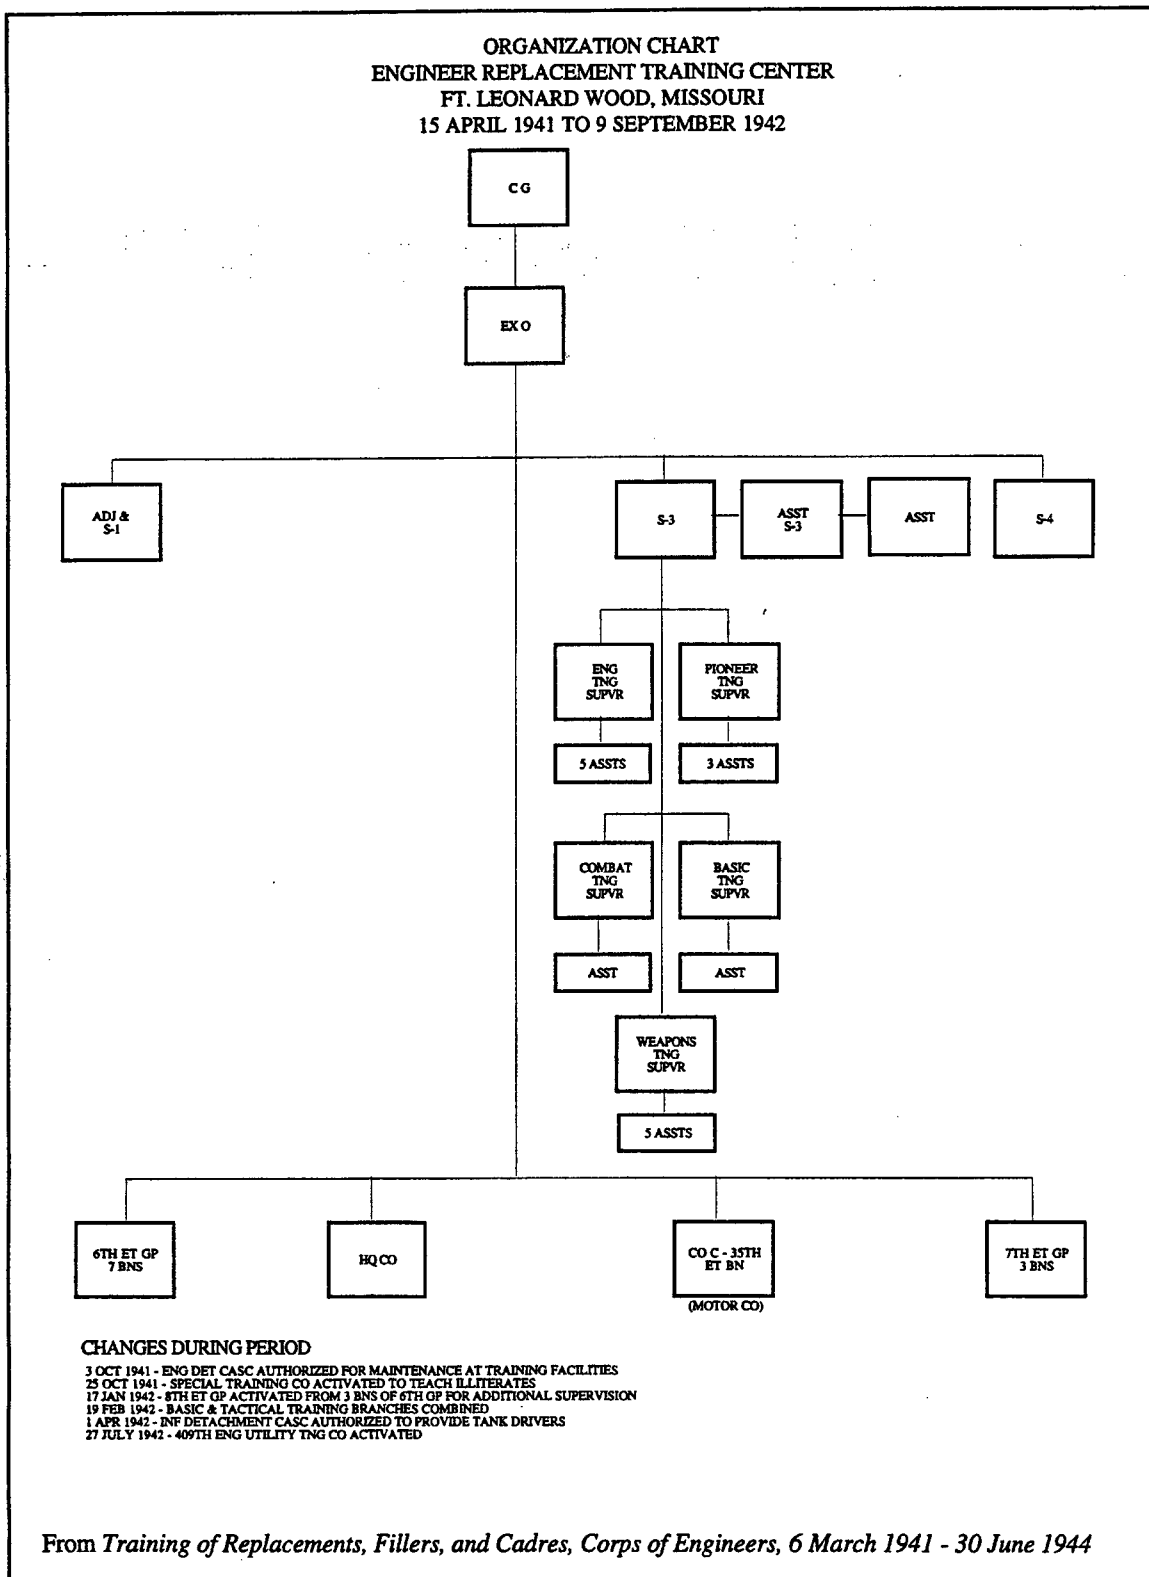 ORGANIZATION CHART
ENGINEER REPLACEMENT TRAINING CENTER
FT. LEONARD WOOD, MISSOURI
15 APRIL 1941 TO 9 SEPTEMBER 1942
C G
EX O
ADJ &
S-1
S-3
ASST
S-3
ASST
S-4
ENG
TNG
SUPVR
PIONEER
TNG
SUPVR
5 ASSTS
3 ASSTS
COMBAT
TNG
SUPVR
BASIC
TNG
SUPVR
ASST
ASST
WEAPONS
TNG
SUPVR
5 ASSTS
6TH ET GP
7 BNS
HQ CO
CO C - 35TH
ET BN
(MOTOR CO)
7TH ET GP
3 BNS
CHANGES DURING PERIOD
3 OCT 1941 - ENG DET CASC AUTHORIZED FOR MAINTENANCE AT TRAINING FACILITIES
25 OCT 1941 - SPECIAL TRAINING CO ACTIVATED TO TEACH ILLITERATES
17 JAN 1942 - 8TH ET GP ACTIVATED FROM 3 BNS OF 6TH GP FOR ADDITIONAL SUPERVISION
19 FEB 1942 - BASIC & TACTICAL TRAINING BRANCHES COMBINED
1 APR 1942 - INF DETACHMENT CASC AUTHORIZED TO PROVIDE TANK DRIVERS
27 JULY 1942 - 409TH ENG UTILITY TNG CO ACTIVATED
From Training of Replacements, Fillers, and Cadres, Corps of Engineers, 6 March 1941 - 30 June 1944